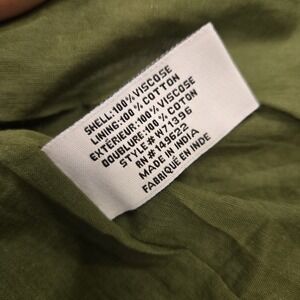 SHELL: 100% VISCOSE
LINING: 100 % COTTON
EXTÉRIEUR: 100% VISCOSE
DOUBLURE: 100 % COTON
STYLE# W71396
RN # 149622
MADE IN INDIA
FABRIQUÉ EN INDE